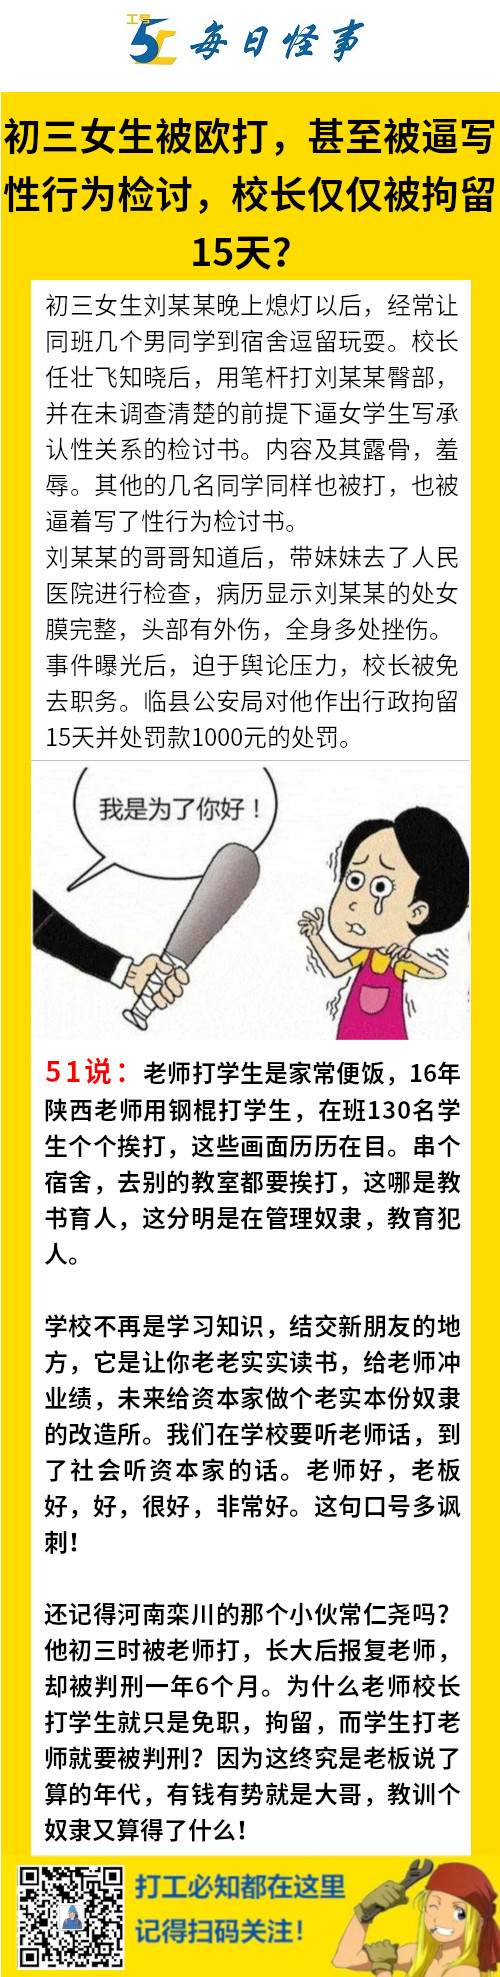 工号
51
每日怪事
初三女生被欧打，甚至被逼写
性行为检讨，校长仅仅被拘留
15天？
初三女生刘某某晚上熄灯以后，经常让
同班几个男同学到宿舍逗留玩耍。校长
任壮飞知晓后，用笔杆打刘某某臀部，
并在未调查清楚的前提下逼女学生写承
认性关系的检讨书。内容及其露骨，羞
辱。其他的几名同学同样也被打，也被
逼着写了性行为检讨书。
刘某某的哥哥知道后，带妹妹去了人民
医院进行检查，病历显示刘某某的处女
膜完整，头部有外伤，全身多处挫伤。
事件曝光后，迫于舆论压力，校长被免
去职务。临县公安局对他作出行政拘留
15天并处罚款1000元的处罚。
我是为了你好！
51说：老师打学生是家常便饭，16年
陕西老师用钢棍打学生，在班130名学
生个个挨打，这些画面历历在目。串个
宿舍，去别的教室都要挨打，这哪是教
书育人，这分明是在管理奴隶，教育犯
人。
学校不再是学习知识，结交新朋友的地
方，它是让你老老实实读书，给老师冲
业绩，未来给资本家做个老实本份奴隶
的改造所。我们在学校要听老师话，到
了社会听资本家的话。老师好，老板
好，好，很好，非常好。这句口号多讽
刺！
还记得河南栾川的那个小伙常仁尧吗？
他初三时被老师打，长大后报复老师，
却被判刑一年6个月。为什么老师校长
打学生就只是免职，拘留，而学生打老
师就要被判刑？因为这终究是老板说了
算的年代，有钱有势就是大哥，教训个
奴隶又算得了什么！
打工必知都在这里
记得扫码关注！